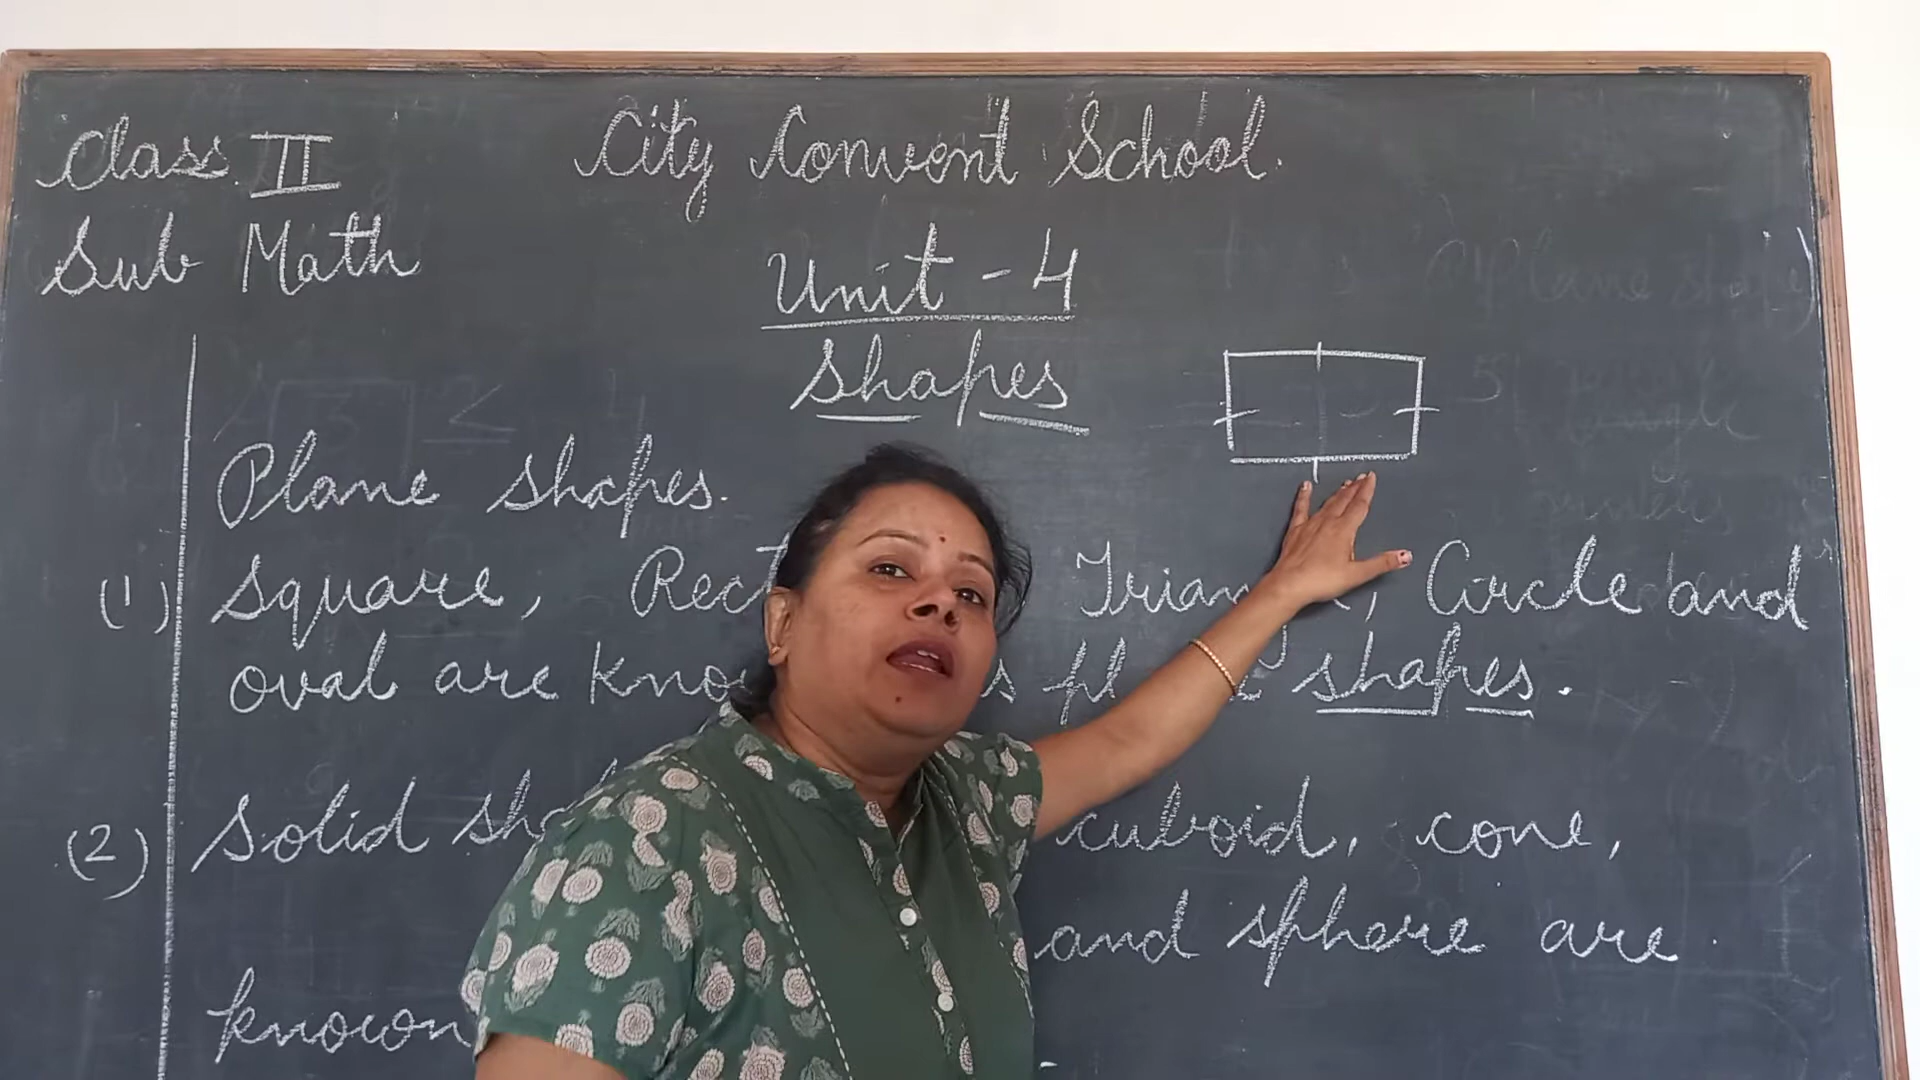 Class II
City Convent School.
Sub Math
Unit - 4
Shapes
Plane shapes.
(1) Square, Rect Trian , Circle and
oval are kno s pl shapes.
(2) Solid sh cuboid, cone,
and sphere are
known